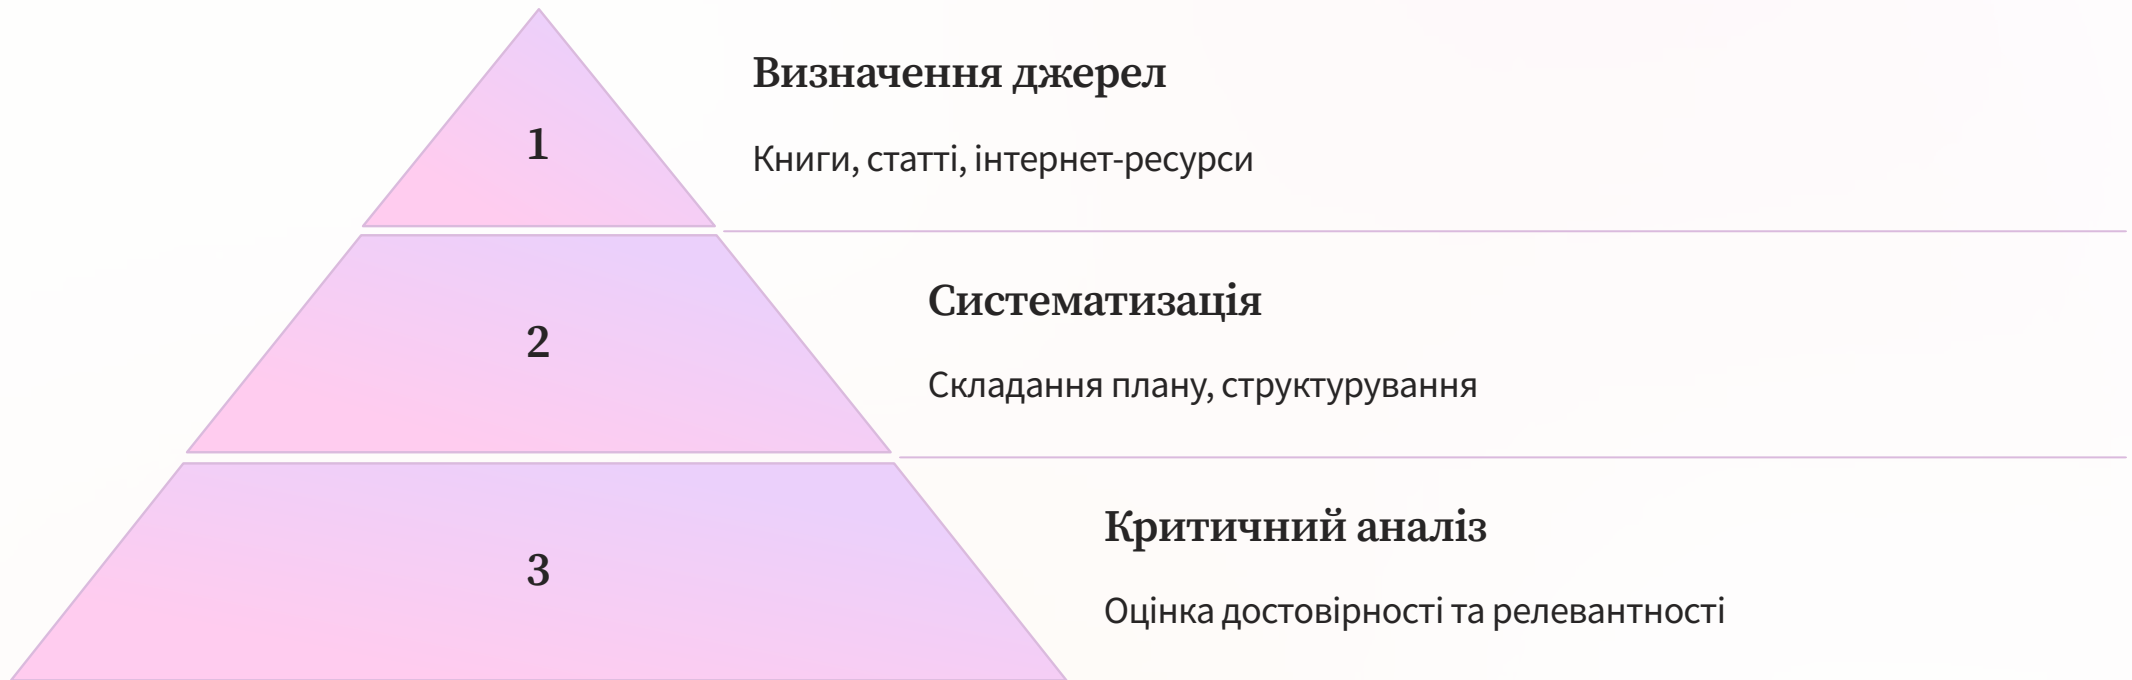 1
Визначення джерел
Книги, статті, інтернет-ресурси
2
Систематизація
Складання плану, структурування
3
Критичний аналіз
Оцінка достовірності та релевантності